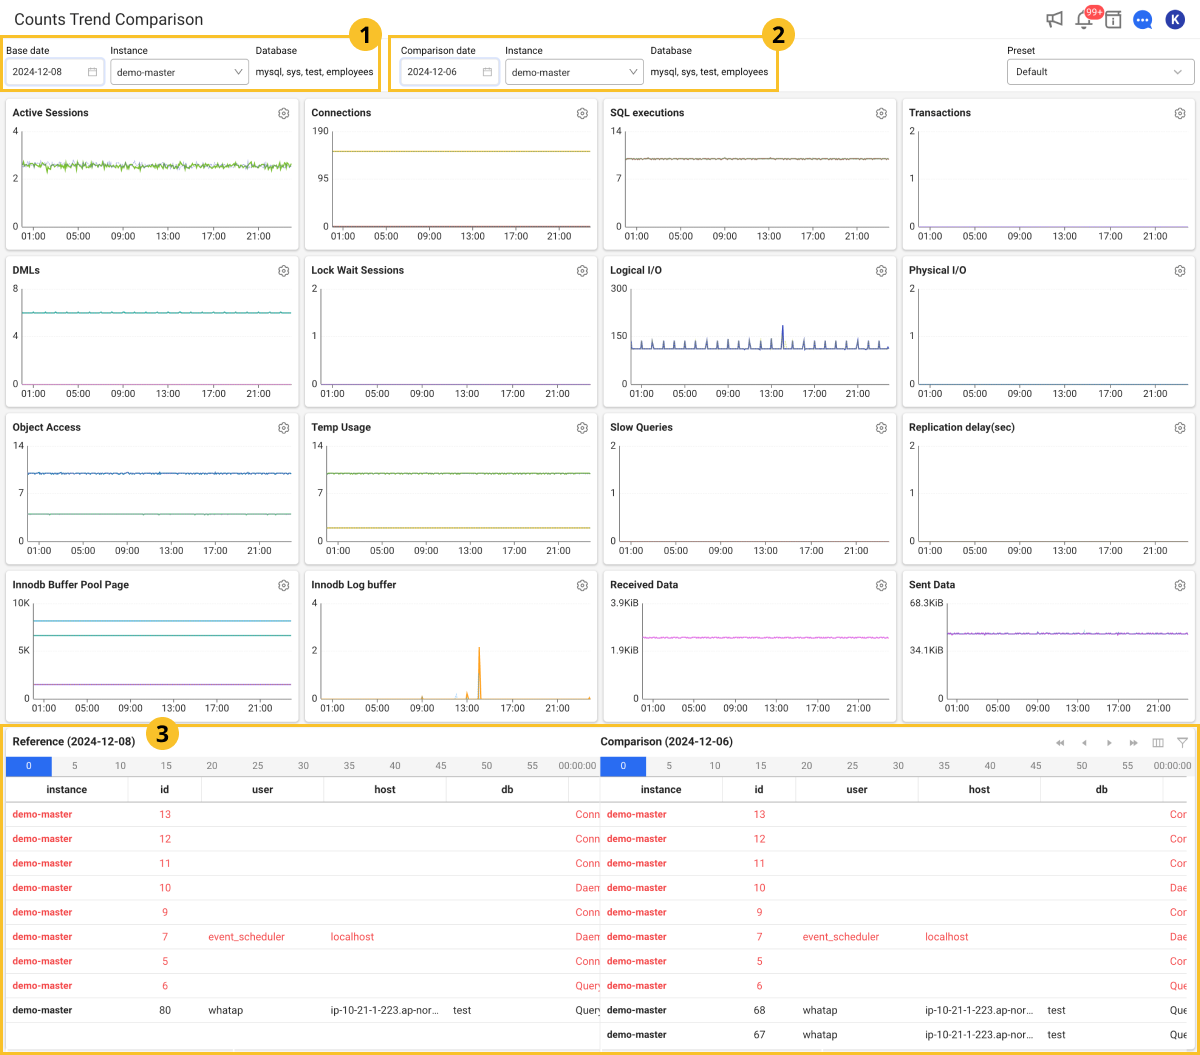 Counts Trend Comparison
99+
K
1
2
Base date Instance Database
2024-12-08 demo-master mysql, sys, test, employees
Comparison date Instance Database
2024-12-06 demo-master mysql, sys, test, employees
Preset
Default
Active Sessions
4
2
0
01:00 05:00 09:00 13:00 17:00 21:00
Connections
190
95
0
01:00 05:00 09:00 13:00 17:00 21:00
SQL executions
14
7
0
01:00 05:00 09:00 13:00 17:00 21:00
Transactions
2
1
0
01:00 05:00 09:00 13:00 17:00 21:00
DMLs
8
4
0
01:00 05:00 09:00 13:00 17:00 21:00
Lock Wait Sessions
2
1
0
01:00 05:00 09:00 13:00 17:00 21:00
Logical I/O
300
150
0
01:00 05:00 09:00 13:00 17:00 21:00
Physical I/O
2
1
0
01:00 05:00 09:00 13:00 17:00 21:00
Object Access
14
7
0
01:00 05:00 09:00 13:00 17:00 21:00
Temp Usage
14
7
0
01:00 05:00 09:00 13:00 17:00 21:00
Slow Queries
2
1
0
01:00 05:00 09:00 13:00 17:00 21:00
Replication delay(sec)
2
1
0
01:00 05:00 09:00 13:00 17:00 21:00
Innodb Buffer Pool Page
10K
5K
0
01:00 05:00 09:00 13:00 17:00 21:00
Innodb Log buffer
4
2
0
01:00 05:00 09:00 13:00 17:00 21:00
Received Data
3.9KiB
1.9KiB
0
01:00 05:00 09:00 13:00 17:00 21:00
Sent Data
68.3KiB
34.1KiB
0
01:00 05:00 09:00 13:00 17:00 21:00
3
Reference (2024-12-08)
0 5 10 15 20 25 30 35 40 45 50 55 00:00:00
instance id user host db
demo-master 13 Conn
demo-master 12 Conn
demo-master 11 Conn
demo-master 10 Daem
demo-master 9 Conn
demo-master 7 event_scheduler localhost Daem
demo-master 5 Conn
demo-master 6 Query
demo-master 80 whatap ip-10-21-1-223.ap-nor... test Query
Comparison (2024-12-06)
0 5 10 15 20 25 30 35 40 45 50 55 00:00:00
instance id user host db
demo-master 13 Cor
demo-master 12 Cor
demo-master 11 Cor
demo-master 10 Dae
demo-master 9 Cor
demo-master 7 event_scheduler localhost Dae
demo-master 5 Cor
demo-master 6 Que
demo-master 68 whatap ip-10-21-1-223.ap-nor... test Que
demo-master 67 whatap ip-10-21-1-223.ap-nor... test Que